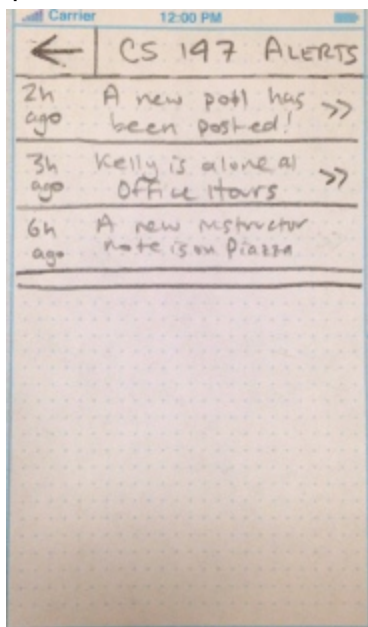 Carrier 12:00 PM
← CS 147 ALERTS
2h ago
A new poll has
been posted!
>>
3h ago
Kelly is alone at
Office Hours
>>
6h ago
A new instructor
note is on Piazza